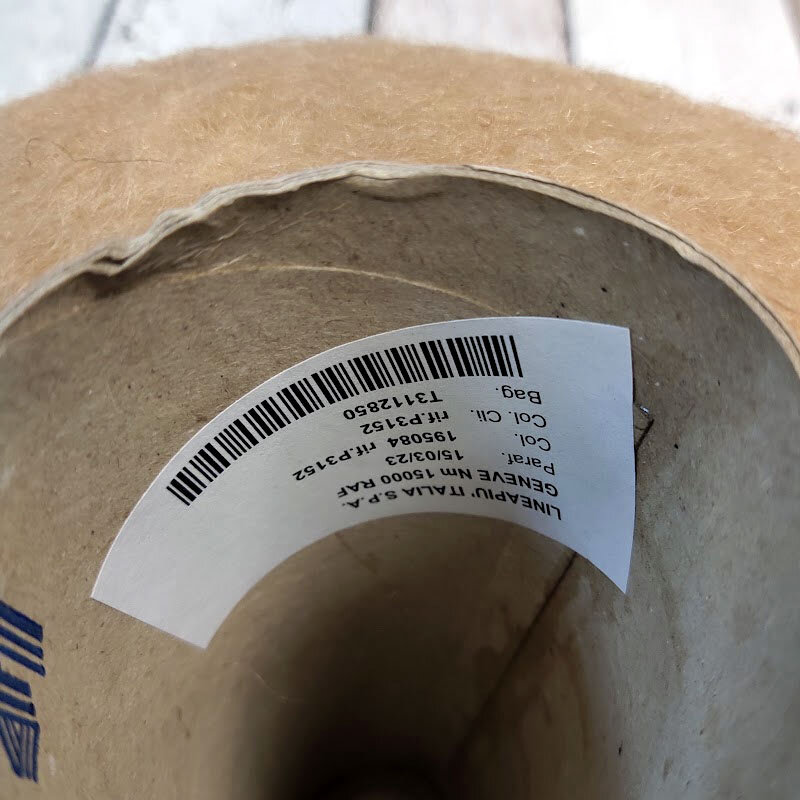 LINEAPIU' ITALIA S.P.A.
GENEVE Nm 15000 RAF
Paraf. 15/03/23
Col. 195084 rif.P3152
Col. Cli. rif.P3152
Bag. T3112850